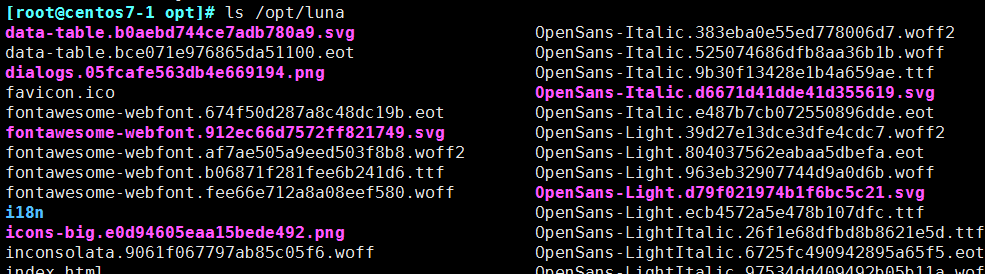 [root@centos7-1 opt]# ls /opt/luna
data-table.b0aebd744ce7adb780a9.svg OpenSans-Italic.383eba0e55ed778006d7.woff2
data-table.bce071e976865da51100.eot OpenSans-Italic.525074686dfb8aa36b1b.woff
dialogs.05fcafe563db4e669194.png OpenSans-Italic.9b30f13428e1b4a659ae.ttf
favicon.ico OpenSans-Italic.d6671d41dde41d355619.svg
fontawesome-webfont.674f50d287a8c48dc19b.eot OpenSans-Italic.e487b7cb072550896dde.eot
fontawesome-webfont.912ec66d7572ff821749.svg OpenSans-Light.39d27e13dce3dfe4cdc7.woff2
fontawesome-webfont.af7ae505a9eed503f8b8.woff2 OpenSans-Light.804037562eabaa5dbefa.eot
fontawesome-webfont.b06871f281fee6b241d6.ttf OpenSans-Light.963eb32907744d9a0d6b.woff
fontawesome-webfont.fee66e712a8a08eef580.woff OpenSans-Light.d79f021974b1f6bc5c21.svg
i18n OpenSans-Light.ecb4572a5e478b107dfc.ttf
icons-big.e0d94605eaa15bede492.png OpenSans-LightItalic.26f1e68dfbd8b8621e5d.ttf
inconsolata.9061f067797ab85c05f6.woff OpenSans-LightItalic.6725fc490942895a65f5.eot
index.html OpenSans-LightItalic.97534dd409492b05b11a.woff